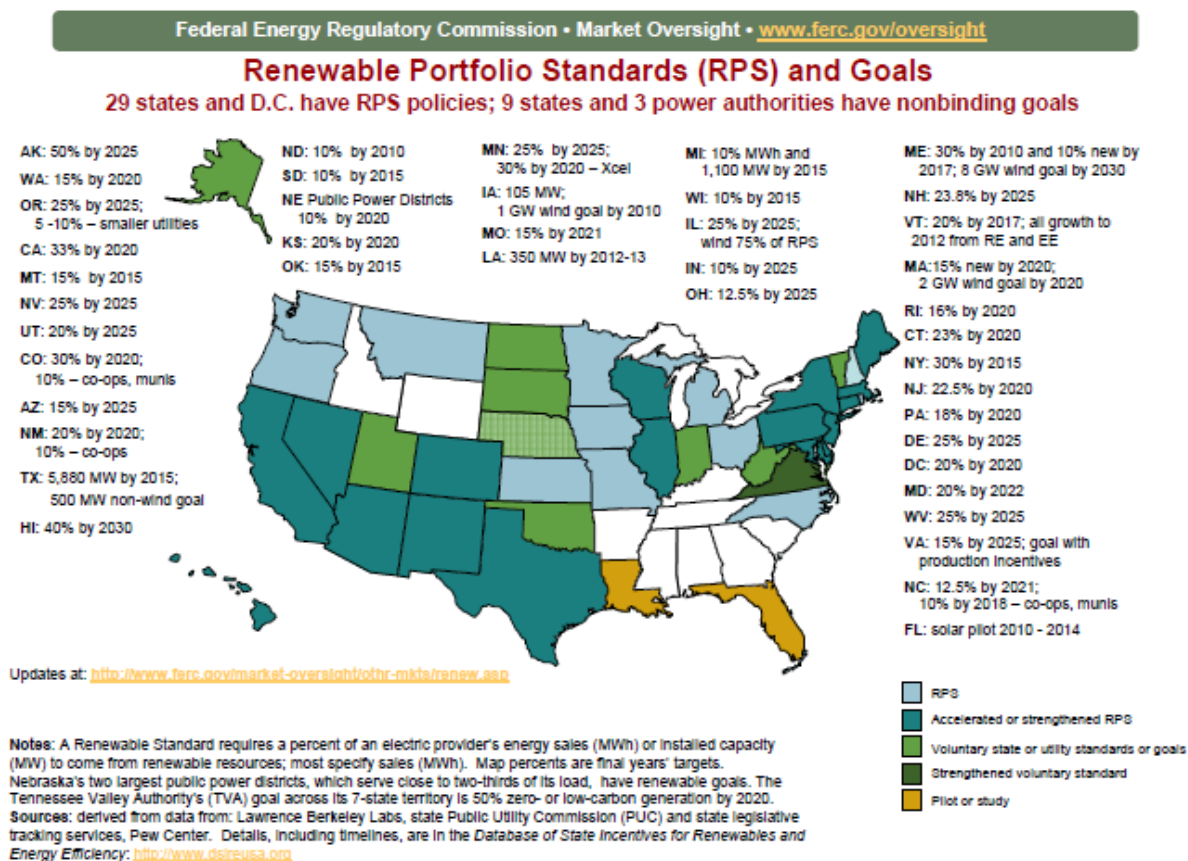 Federal Energy Regulatory Commission • Market Oversight • www.ferc.gov/oversight
Renewable Portfolio Standards (RPS) and Goals
29 states and D.C. have RPS policies; 9 states and 3 power authorities have nonbinding goals
AK: 50% by 2025
WA: 15% by 2020
OR: 25% by 2025;
5 -10% – smaller utilities
CA: 33% by 2020
MT: 15% by 2015
NV: 25% by 2025
UT: 20% by 2025
CO: 30% by 2020;
10% – co-ops, munis
AZ: 15% by 2025
NM: 20% by 2020;
10% – co-ops
TX: 5,880 MW by 2015;
500 MW non-wind goal
HI: 40% by 2030
ND: 10% by 2010
SD: 10% by 2015
NE Public Power Districts
10% by 2020
KS: 20% by 2020
OK: 15% by 2015
MN: 25% by 2025;
30% by 2020 – Xcel
IA: 105 MW;
1 GW wind goal by 2010
MO: 15% by 2021
LA: 350 MW by 2012-13
MI: 10% MWh and
1,100 MW by 2015
WI: 10% by 2015
IL: 25% by 2025;
wind 75% of RPS
IN: 10% by 2025
OH: 12.5% by 2025
ME: 30% by 2010 and 10% new by
2017; 8 GW wind goal by 2030
NH: 23.8% by 2025
VT: 20% by 2017; all growth to
2012 from RE and EE
MA:15% new by 2020;
2 GW wind goal by 2020
RI: 16% by 2020
CT: 23% by 2020
NY: 30% by 2015
NJ: 22.5% by 2020
PA: 18% by 2020
DE: 25% by 2025
DC: 20% by 2020
MD: 20% by 2022
WV: 25% by 2025
VA: 15% by 2025; goal with
production incentives
NC: 12.5% by 2021;
10% by 2018 – co-ops, munis
FL: solar pilot 2010 - 2014
Updates at: http://www.ferc.gov/market-oversight/othr-mkts/renew.asp
RPS
Accelerated or strengthened RPS
Voluntary state or utility standards or goals
Strengthened voluntary standard
Pilot or study
Notes: A Renewable Standard requires a percent of an electric provider's energy sales (MWh) or installed capacity
(MW) to come from renewable resources; most specify sales (MWh). Map percents are final years' targets.
Nebraska's two largest public power districts, which serve close to two-thirds of its load, have renewable goals. The
Tennessee Valley Authority's (TVA) goal across its 7-state territory is 50% zero- or low-carbon generation by 2020.
Sources: derived from data from: Lawrence Berkeley Labs, state Public Utility Commission (PUC) and state legislative
tracking services, Pew Center. Details, including timelines, are in the Database of State Incentives for Renewables and
Energy Efficiency: http://www.dsireusa.org